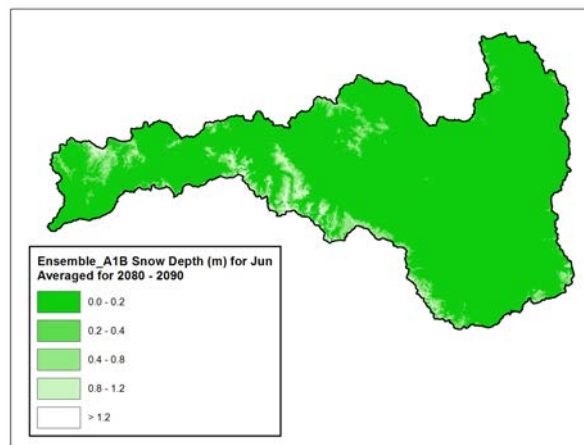 Ensemble_A1B Snow Depth (m) for Jun
Averaged for 2080 - 2090
0.0 - 0.2
0.2 - 0.4
0.4 - 0.8
0.8 - 1.2
> 1.2